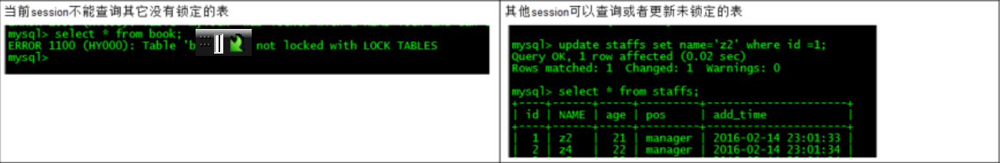 当前session不能查询其它没有锁定的表
mysql> select * from book;
ERROR 1100 (HY000): Table 'b not locked with LOCK TABLES
mysql>
其他session可以查询或者更新未锁定的表
mysql> update staffs set name='z2' where id =1;
Query OK, 1 row affected (0.02 sec)
Rows matched: 1  Changed: 1  Warnings: 0
mysql> select * from staffs;
+----+------+-----+---------+---------------------+
| id | NAME | age | pos     | add_time            |
+----+------+-----+---------+---------------------+
|  1 | z2   |  21 | manager | 2016-02-14 23:01:33 |
|  2 | z4   |  22 | manager | 2016-02-14 23:01:34 |